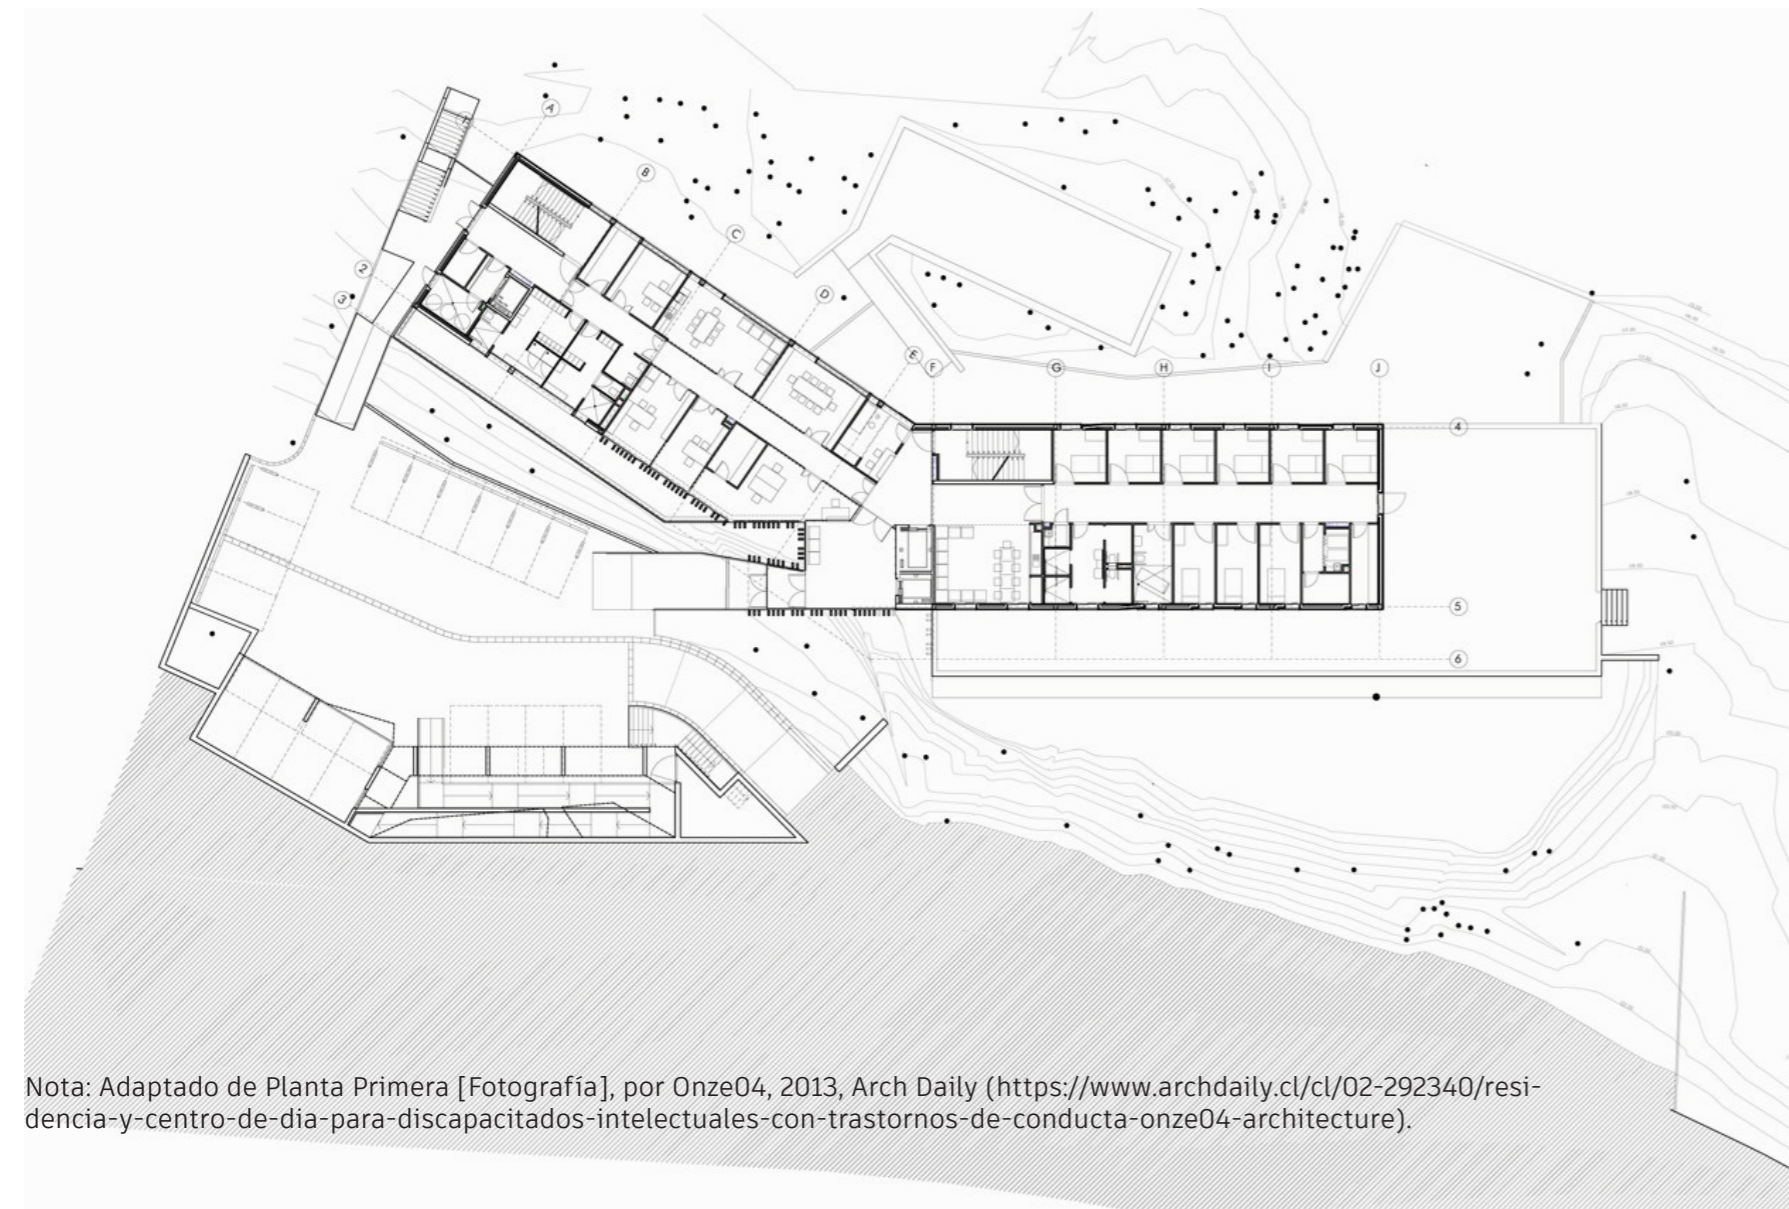 A
B
C
D
E
F
G
H
I
J
2
3
4
5
6
Nota: Adaptado de Planta Primera [Fotografía], por Onze04, 2013, Arch Daily (https://www.archdaily.cl/cl/02-292340/resi-
dencia-y-centro-de-dia-para-discapacitados-intelectuales-con-trastornos-de-conducta-onze04-architecture).